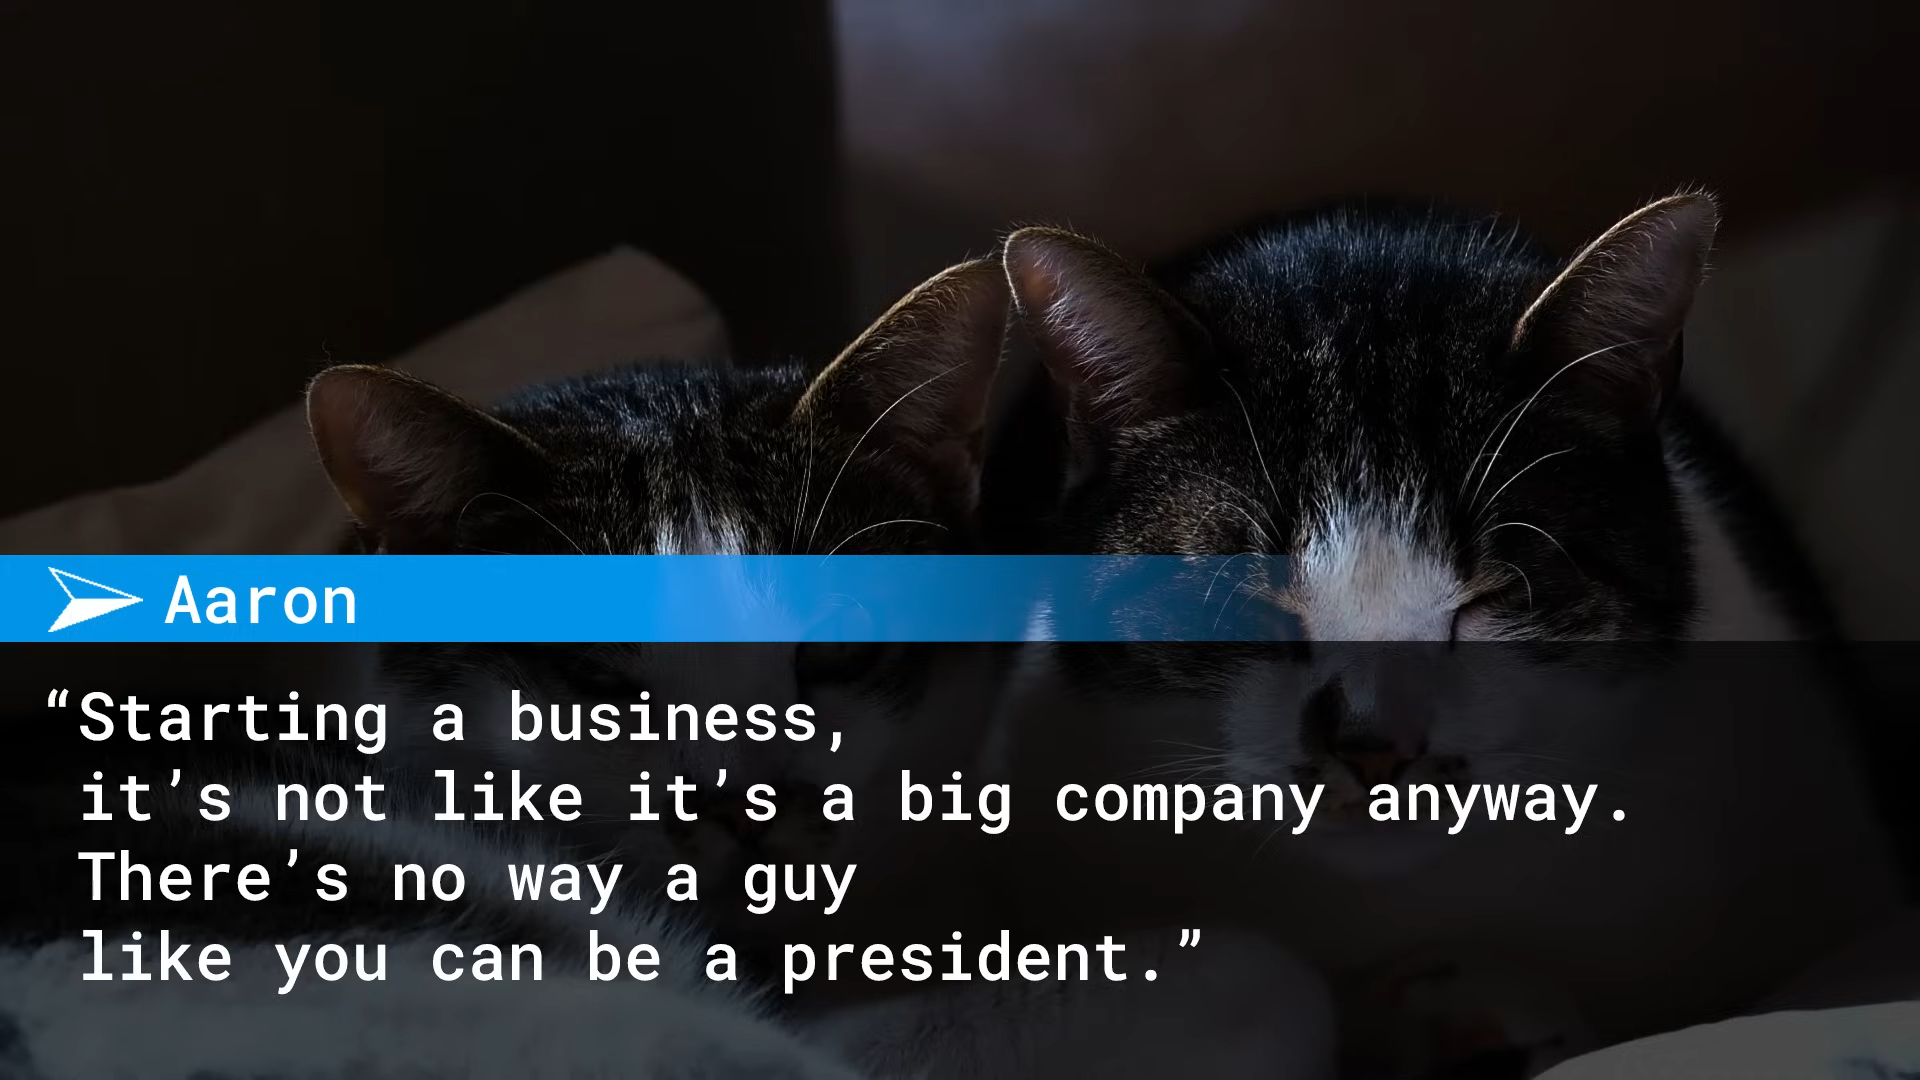 Aaron
“Starting a business,
it’s not like it’s a big company anyway.
There’s no way a guy
like you can be a president.”